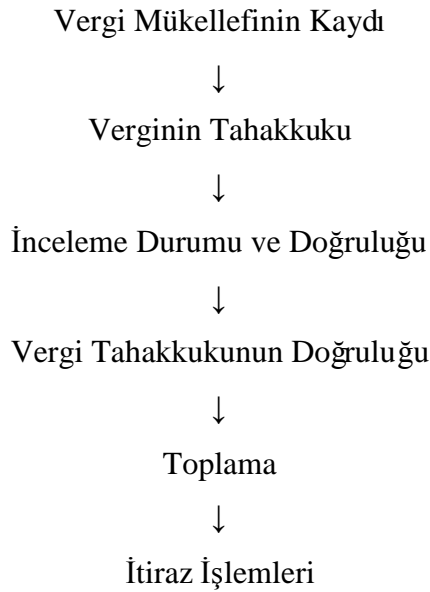 Vergi Mükellefinin Kaydı
↓
Verginin Tahakkuku
↓
İnceleme Durumu ve Doğruluğu
↓
Vergi Tahakkukunun Doğruluğu
↓
Toplama
↓
İtiraz İşlemleri